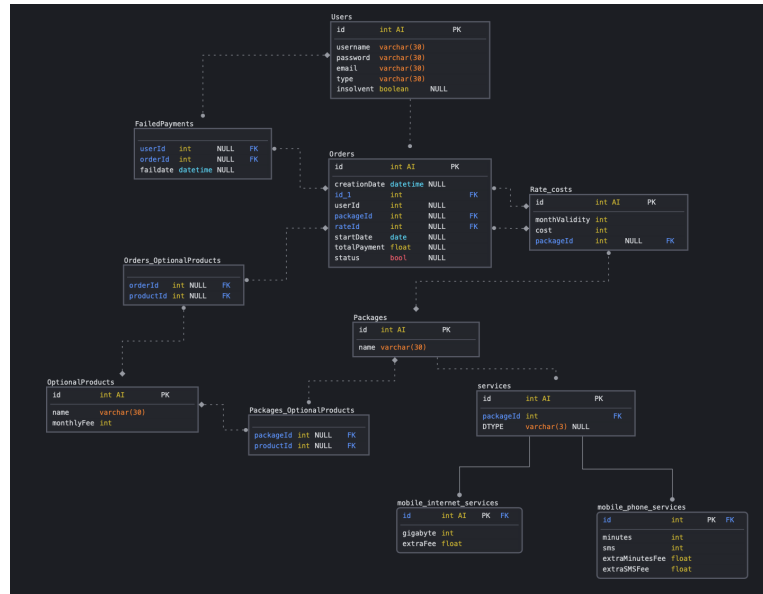 Users
id int AI PK
username varchar(30)
password varchar(30)
email varchar(30)
type varchar(30)
insolvent boolean NULL
FailedPayments
userId int NULL FK
orderId int NULL FK
faildate datetime NULL
Orders
id int AI PK
creationDate datetime NULL
id_1 int FK
userId int NULL
packageId int NULL FK
rateId int NULL FK
startDate date NULL
totalPayment float NULL
status bool NULL
Rate_costs
id int AI PK
monthValidity int
cost int
packageId int NULL FK
Orders_OptionalProducts
orderId int NULL FK
productId int NULL FK
Packages
id int AI PK
name varchar(30)
OptionalProducts
id int AI PK
name varchar(30)
monthlyFee int
Packages_OptionalProducts
packageId int NULL FK
productId int NULL FK
services
id int AI PK
packageId int FK
DTYPE varchar(3) NULL
mobile_internet_services
id int AI PK FK
gigabyte int
extraFee float
mobile_phone_services
id int PK FK
minutes int
sms int
extraMinutesFee float
extraSMSFee float